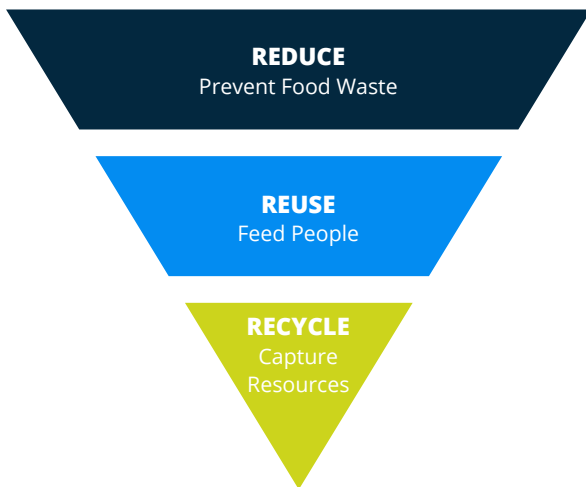 REDUCE
Prevent Food Waste
REUSE
Feed People
RECYCLE
Capture
Resources